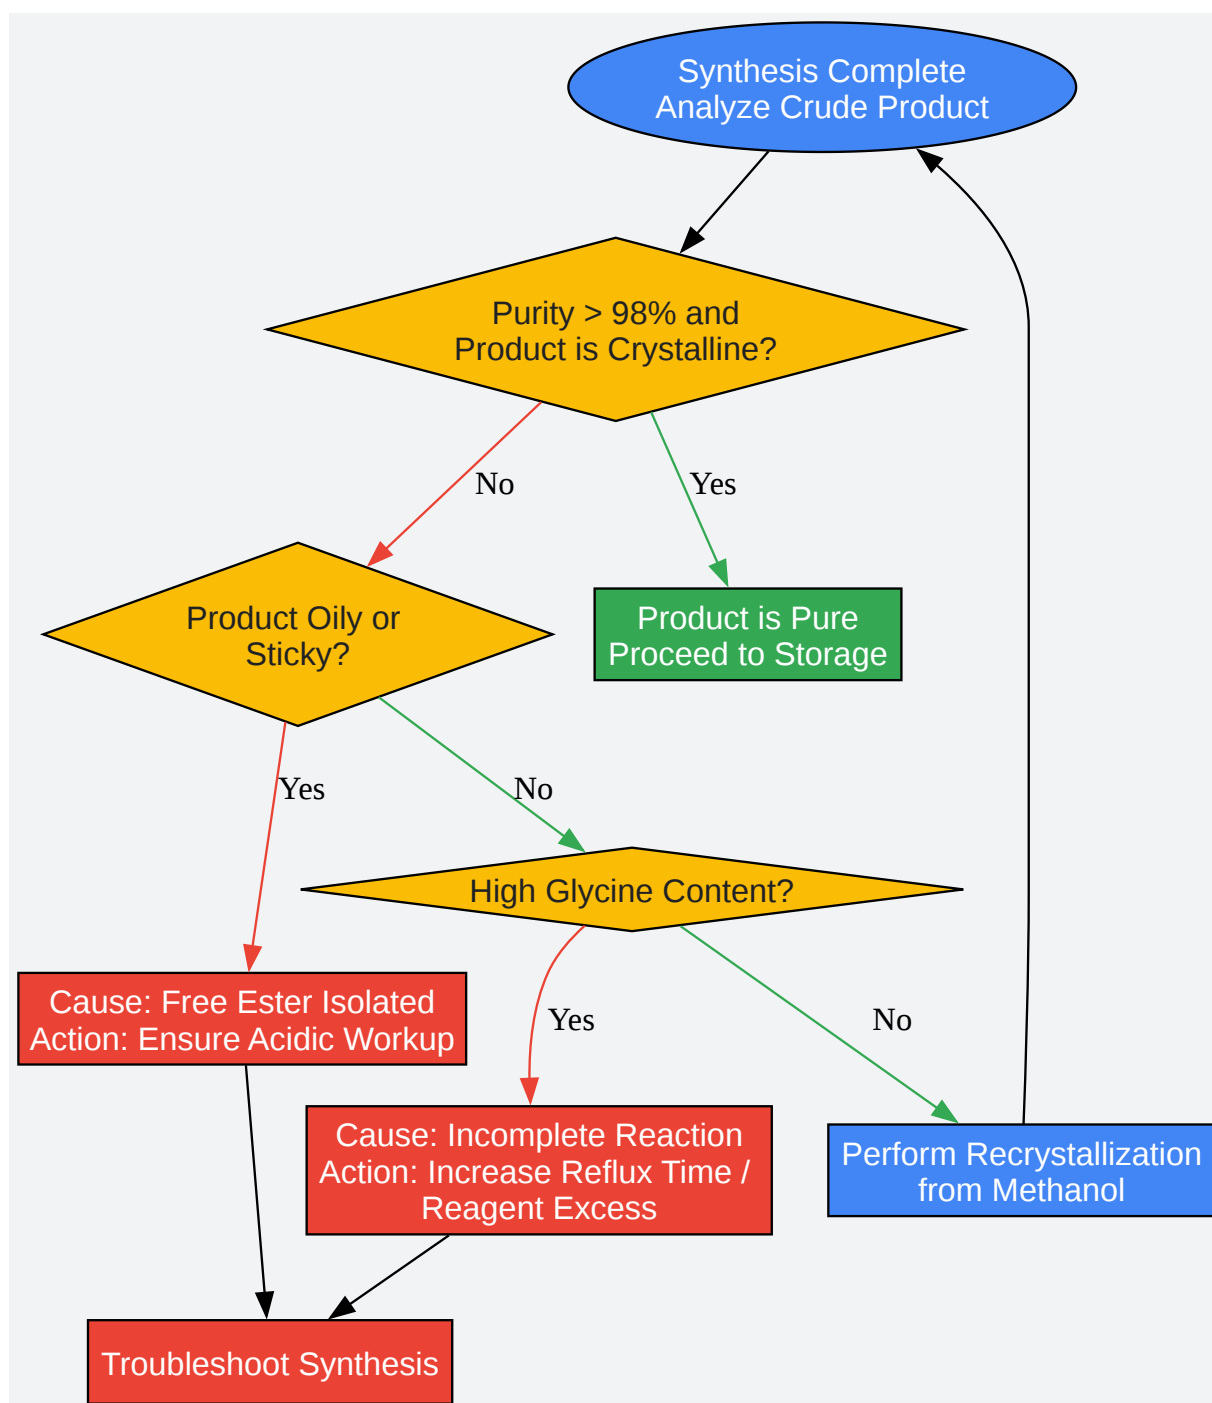 Synthesis Complete
Analyze Crude Product
Purity > 98% and
Product is Crystalline?
No
Yes
Product Oily or
Sticky?
Product is Pure
Proceed to Storage
Yes
No
High Glycine Content?
Cause: Free Ester Isolated
Action: Ensure Acidic Workup
Yes
No
Cause: Incomplete Reaction
Action: Increase Reflux Time /
Reagent Excess
Perform Recrystallization
from Methanol
Troubleshoot Synthesis